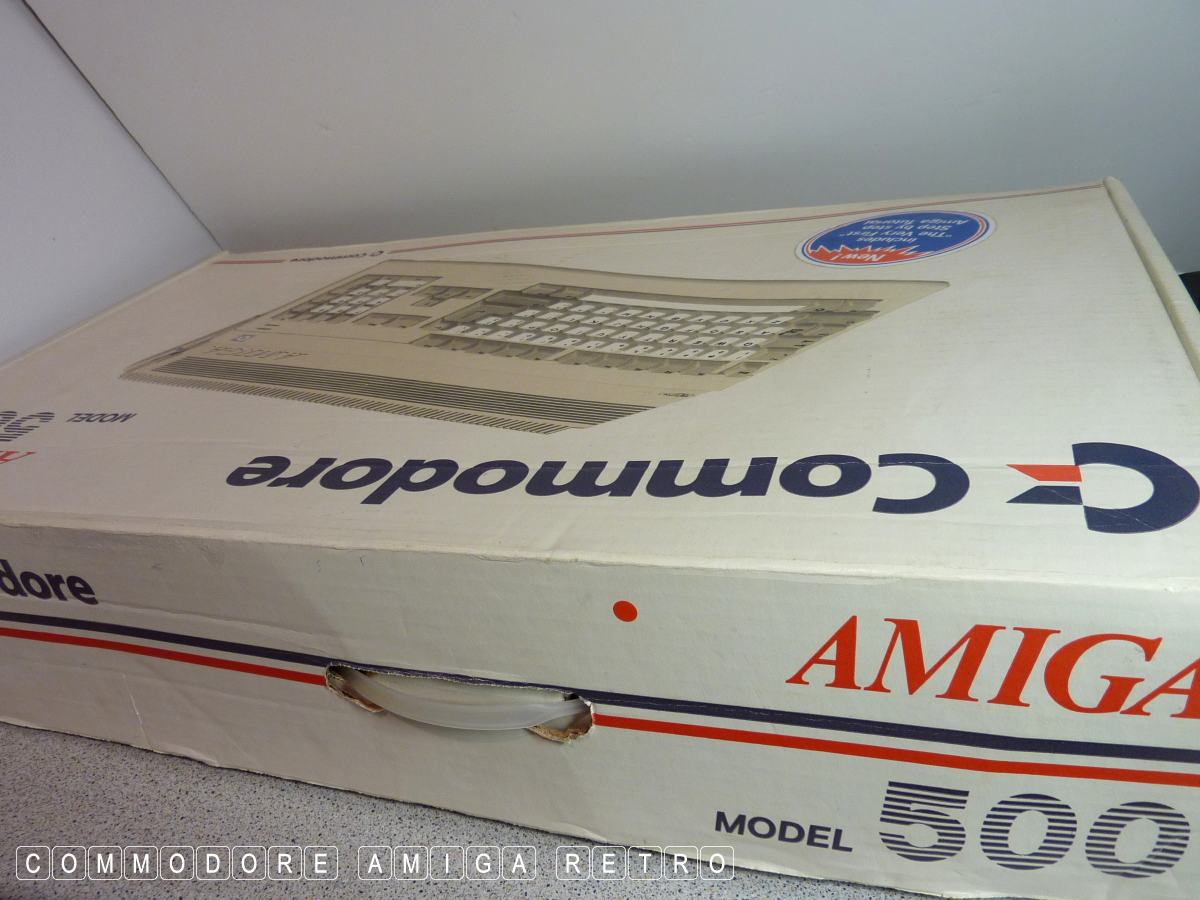 New!
includes
"The Very First"
Step by step
Amiga Tutorial
Commodore
AMIGA
MODEL
Commodore
dore
AMIGA
MODEL 500
COMMODORE AMIGA RETRO